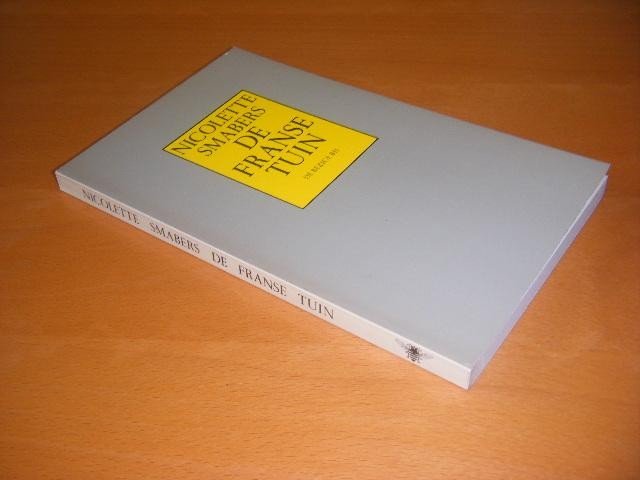 NICOLETTE
SMABERS
DE
FRANSE
TUIN
DE BEZIGE BIJ
NICOLETTE SMABERS DE FRANSE TUIN